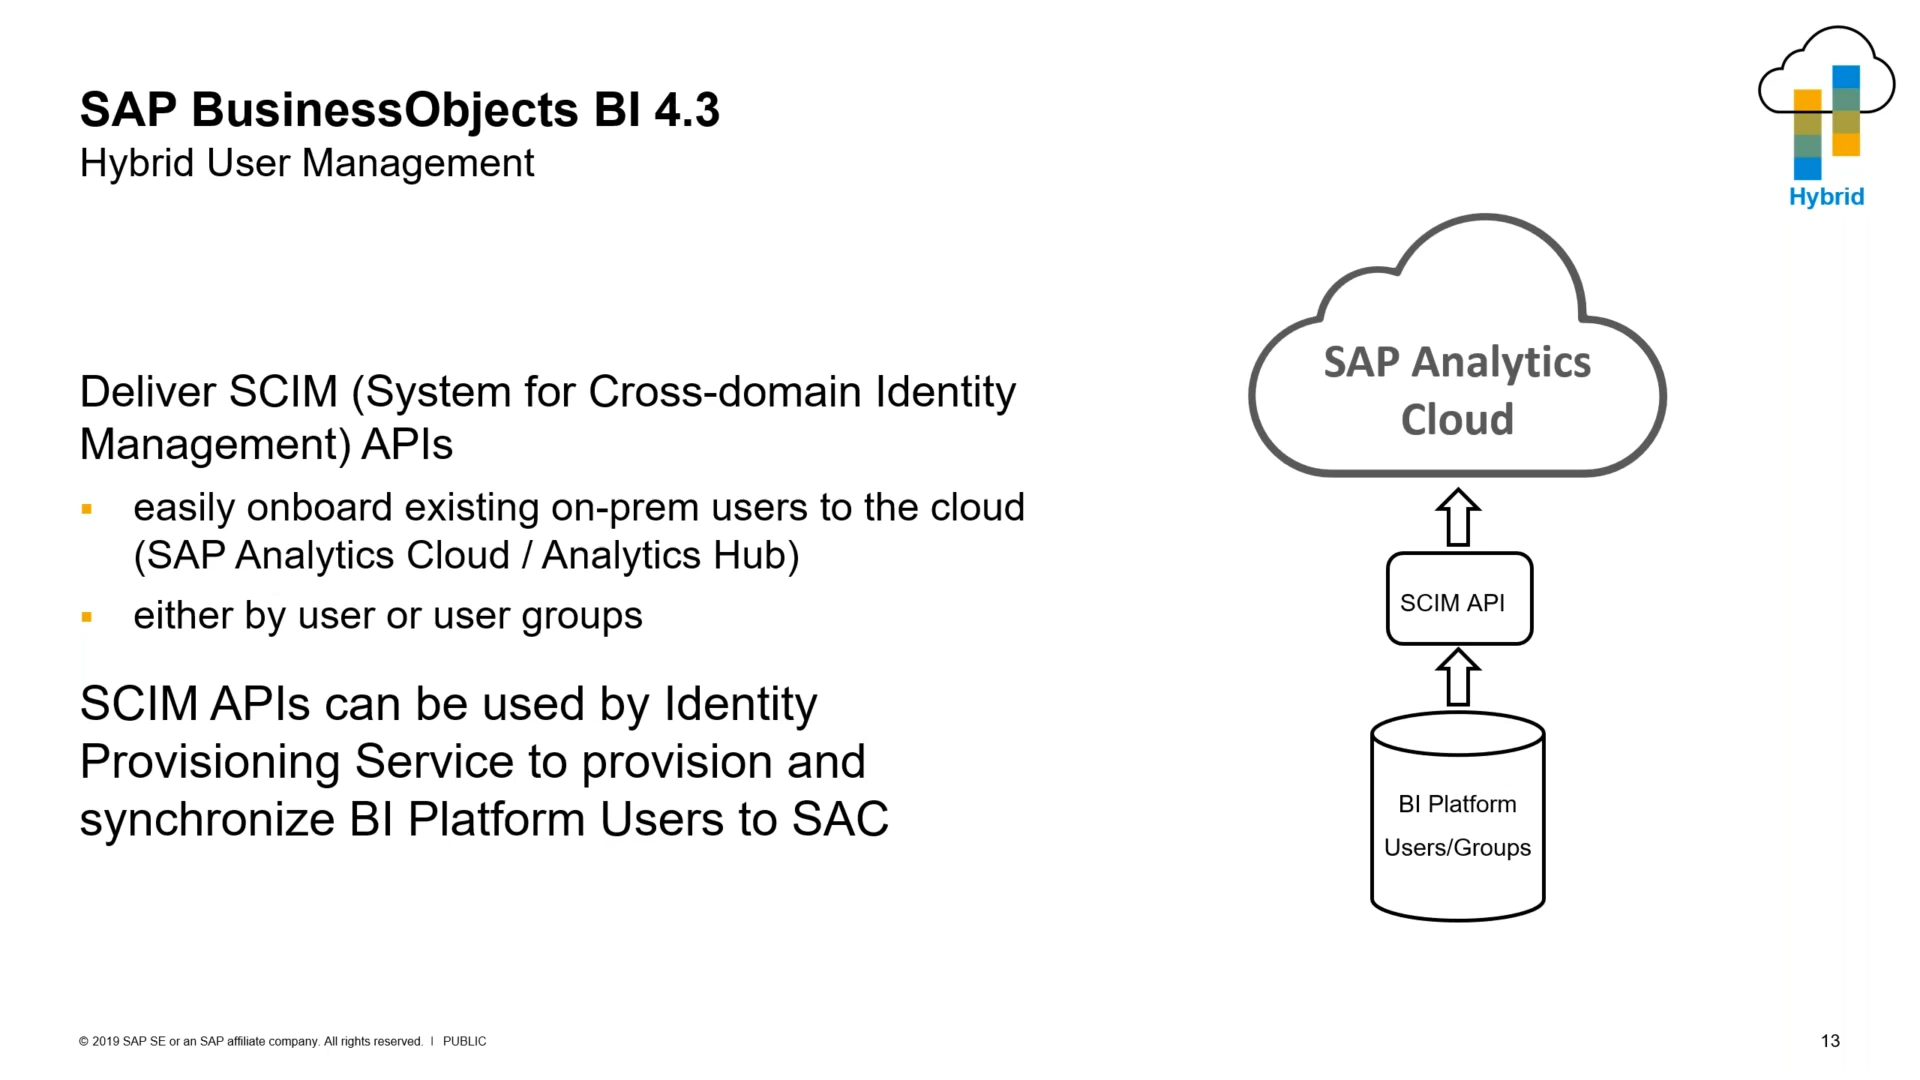 SAP BusinessObjects BI 4.3
Hybrid User Management
Hybrid
Deliver SCIM (System for Cross-domain Identity
Management) APIs
easily onboard existing on-prem users to the cloud
(SAP Analytics Cloud / Analytics Hub)
either by user or user groups
SCIM APIs can be used by Identity
Provisioning Service to provision and
synchronize BI Platform Users to SAC
SAP Analytics
Cloud
SCIM API
BI Platform
Users/Groups
© 2019 SAP SE or an SAP affiliate company. All rights reserved. | PUBLIC
13